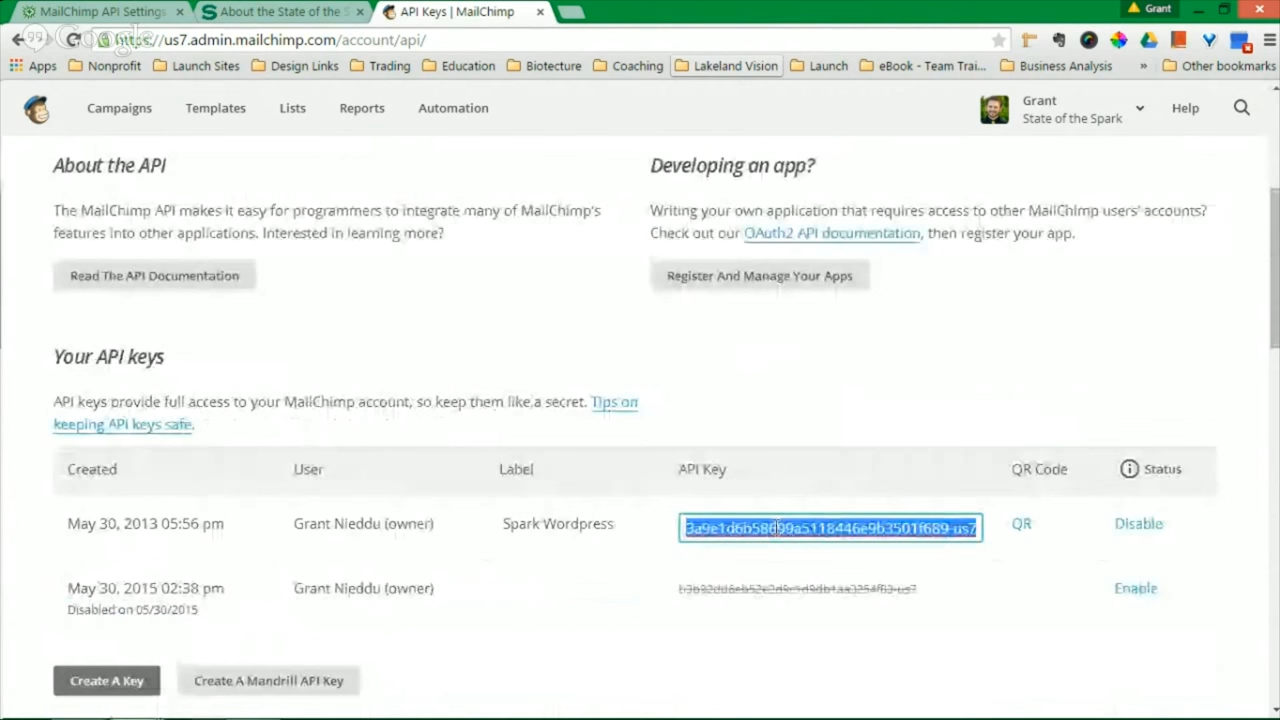 MailChimp API Settings
About the State of the S
API Keys | MailChimp
Grant
Google
https://us7.admin.mailchimp.com/account/api/
Apps Nonprofit Launch Sites Design Links Trading Education Biotecture Coaching Lakeland Vision Launch eBook - Team Trai... Business Analysis » Other bookmarks
Campaigns Templates Lists Reports Automation
Grant
State of the Spark
Help
About the API
The MailChimp API makes it easy for programmers to integrate many of MailChimp's
features into other applications. Interested in learning more?
Read The API Documentation
Developing an app?
Writing your own application that requires access to other MailChimp users' accounts?
Check out our OAuth2 API documentation, then register your app.
Register And Manage Your Apps
Your API keys
API keys provide full access to your MailChimp account, so keep them like a secret. Tips on
keeping API keys safe.
Created User Label API Key QR Code Status
May 30, 2013 05:56 pm Grant Nieddu (owner) Spark Wordpress QR Disable
May 30, 2015 02:38 pm Grant Nieddu (owner) Enable
Disabled on 05/30/2015
Create A Key Create A Mandrill API Key